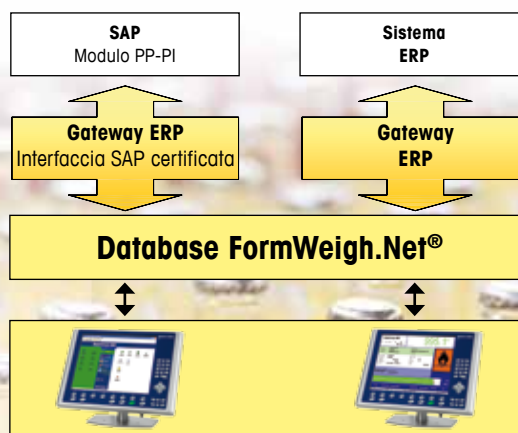 SAP
Modulo PP-PI
Sistema
ERP
Gateway ERP
Interfaccia SAP certificata
Gateway
ERP
Database FormWeigh.Net®